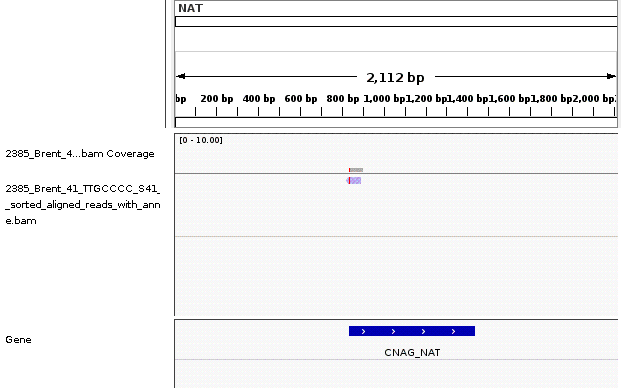 NAT
2,112 bp
bp 200 bp 400 bp 600 bp 800 bp 1,000 bp 1,200 bp 1,400 bp 1,600 bp 1,800 bp 2,000 bp
[0 - 10.00]
2385_Brent_4...bam Coverage
2385_Brent_41_TTGCCCC_S41_
_sorted_aligned_reads_with_ann
e.bam
Gene
CNAG_NAT